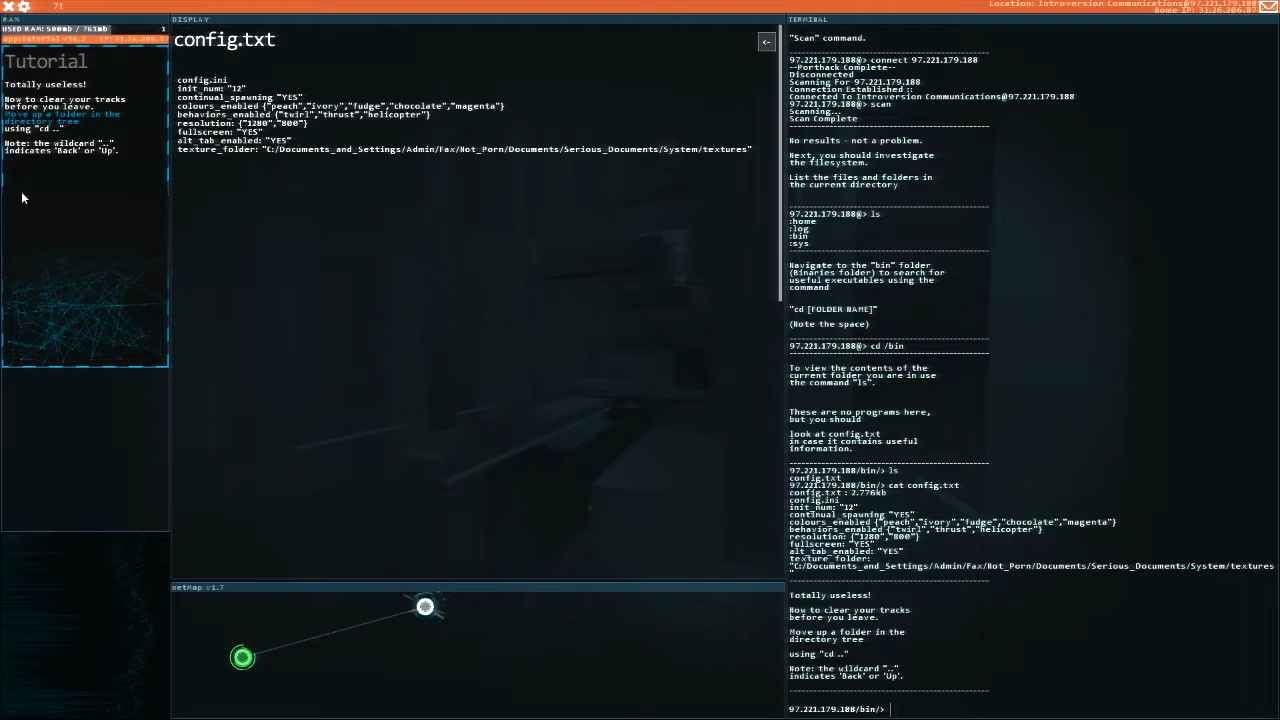 71
Location: Introversion Communications@97.221.179.188
Home IP: 31.26.206.87
RAM
USED RAM: 500mb / 761mb
1
app:tutorial v16.2
IP:31.26.206.87
Tutorial
Totally useless!
Now to clear your tracks
before you leave.
Move up a folder in the
directory tree
using "cd .."
Note: the wildcard ".."
indicates 'Back' or 'Up'.
DISPLAY
config.txt
<-
config.ini
init_num: "12"
continual_spawning "YES"
colours_enabled {"peach","ivory","fudge","chocolate","magenta"}
behaviors_enabled {"twirl","thrust","helicopter"}
resolution: {"1280","800"}
fullscreen: "YES"
alt_tab_enabled: "YES"
texture_folder: "C:/Documents_and_Settings/Admin/Fax/Not_Porn/Documents/Serious_Documents/System/textures"
netMap v1.7
TERMINAL
"Scan" command.
97.221.179.188@> connect 97.221.179.188
--Porthack Complete--
Disconnected
Scanning For 97.221.179.188
Connection Established ::
Connected To Introversion Communications@97.221.179.188
97.221.179.188@> scan
Scanning...
Scan Complete
No results - not a problem.
Next, you should investigate
the filesystem.
List the files and folders in
the current directory
97.221.179.188@> ls
:home
:log
:bin
:sys
Navigate to the "bin" folder
(Binaries folder) to search for
useful executables using the
command
"cd [FOLDER NAME]"
(Note the space)
97.221.179.188@> cd /bin
To view the contents of the
current folder you are in use
the command "ls".
These are no programs here,
but you should
look at config.txt
in case it contains useful
information.
97.221.179.188/bin/> ls
config.txt
97.221.179.188/bin/> cat config.txt
config.txt : 2.776kb
config.ini
init_num: "12"
continual_spawning "YES"
colours_enabled {"peach","ivory","fudge","chocolate","magenta"}
behaviors_enabled {"twirl","thrust","helicopter"}
resolution: {"1280","800"}
fullscreen: "YES"
alt_tab_enabled: "YES"
texture_folder:
"C:/Documents_and_Settings/Admin/Fax/Not_Porn/Documents/Serious_Documents/System/textures
"
Totally useless!
Now to clear your tracks
before you leave.
Move up a folder in the
directory tree
using "cd .."
Note: the wildcard ".."
indicates 'Back' or 'Up'.
97.221.179.188/bin/>